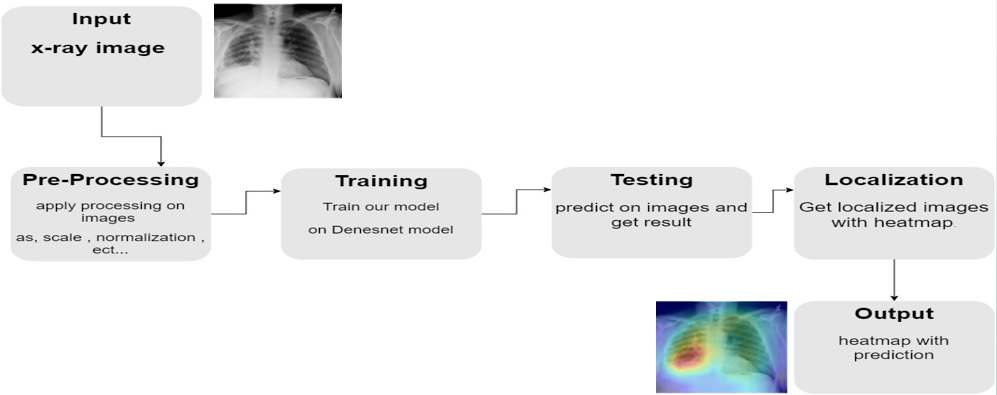 Input
x-ray image
Pre-Processing
apply processing on
images
as, scale , normalization ,
ect...
Training
Train our model
on Denesnet model
Testing
predict on images and
get result
Localization
Get localized images
with heatmap.
Output
heatmap with
prediction